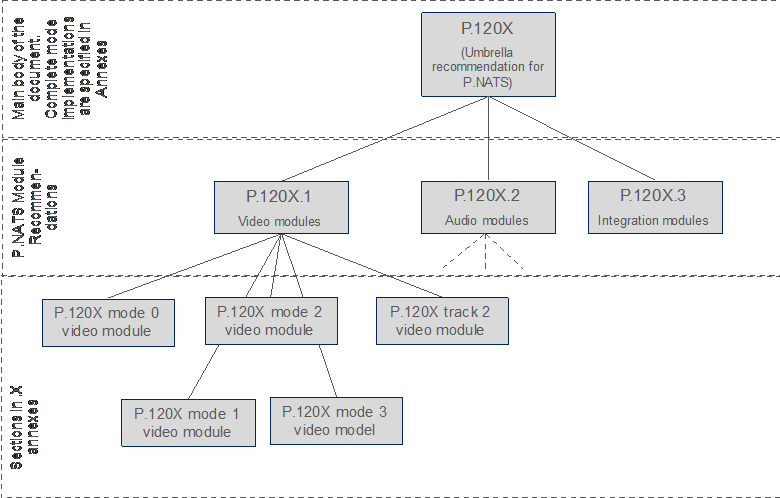 Main body of the
document.
Complete mode
implementations
are specified in
Annexes
P.120X
(Umbrella
recommendation for
P.NATS)
P.NATS Module
Recommen-
dations
P.120X.1
Video modules
P.120X.2
Audio modules
P.120X.3
Integration modules
Sections in .X
annexes
P.120X mode 0
video module
P.120X mode 2
video module
P.120X track 2
video module
P.120X mode 1
video module
P.120X mode 3
video model